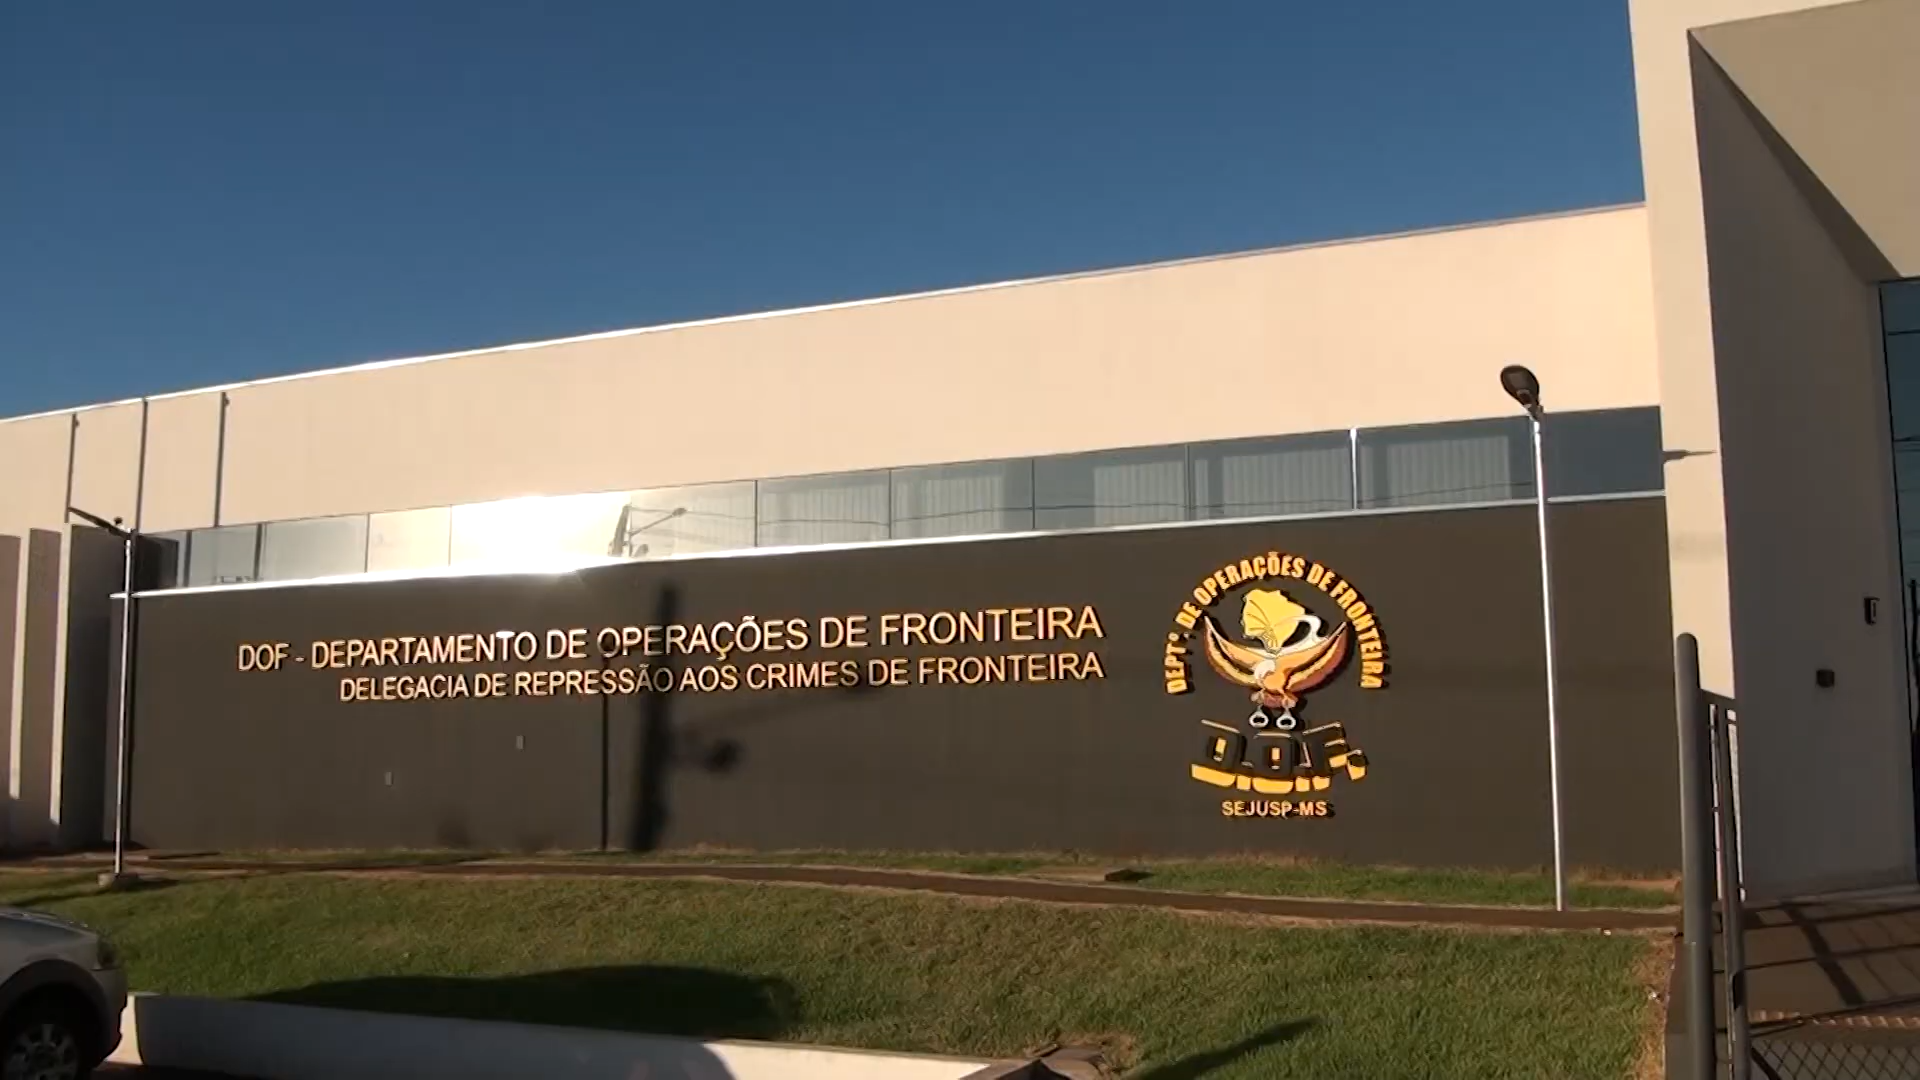 DOF - DEPARTAMENTO DE OPERAÇÕES DE FRONTEIRA
DELEGACIA DE REPRESSÃO AOS CRIMES DE FRONTEIRA
DEPTº. DE OPERAÇÕES DE FRONTEIRA
D.O.F.
SEJUSP-MS